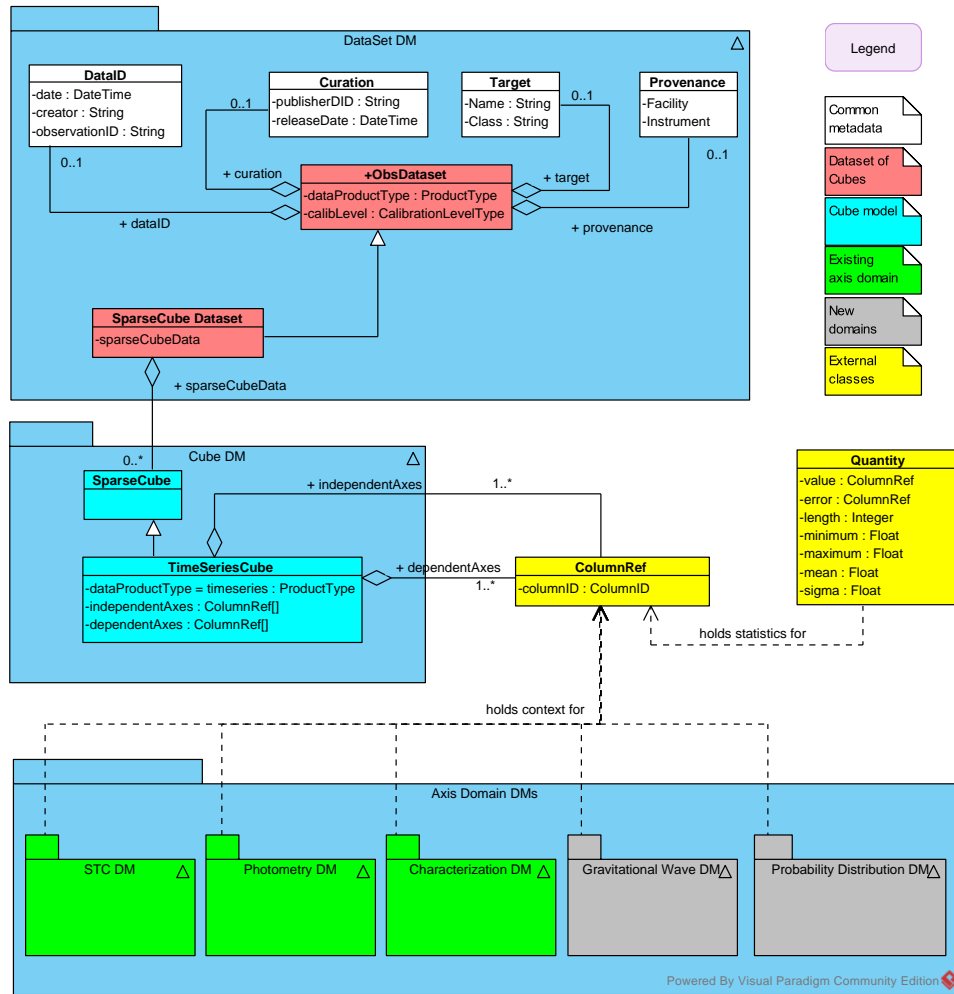 DataSet DM
DataID
-date : DateTime
-creator : String
-observationID : String
0..1
Curation
-publisherDID : String
-releaseDate : DateTime
0..1
Target
-Name : String
-Class : String
0..1
Provenance
-Facility
-Instrument
0..1
+ curation
+ dataID
+ObsDataset
-dataProductType : ProductType
-calibLevel : CalibrationLevelType
+ target
+ provenance
SparseCube Dataset
-sparseCubeData
+ sparseCubeData
0..*
Legend
Common
metadata
Dataset of
Cubes
Cube model
Existing
axis domain
New
domains
External
classes
Cube DM
SparseCube
+ independentAxes
1..*
TimeSeriesCube
-dataProductType = timeseries : ProductType
-independentAxes : ColumnRef[]
-dependentAxes : ColumnRef[]
+ dependentAxes
1..*
ColumnRef
-columnID : ColumnID
Quantity
-value : ColumnRef
-error : ColumnRef
-length : Integer
-minimum : Float
-maximum : Float
-mean : Float
-sigma : Float
holds statistics for
holds context for
Axis Domain DMs
STC DM
Photometry DM
Characterization DM
Gravitational Wave DM
Probability Distribution DM
Powered By Visual Paradigm Community Edition